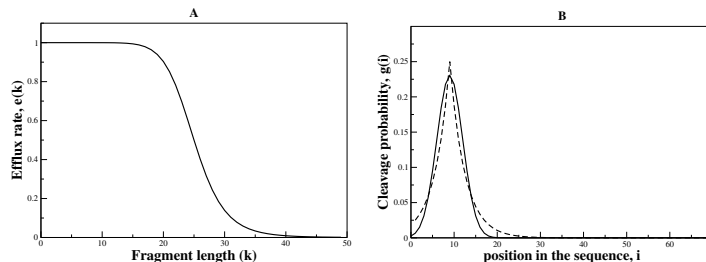 A
Efflux rate, e(k)
1
0.8
0.6
0.4
0.2
0
0 10 20 30 40 50
Fragment length (k)
B
Cleavage probability, g(i)
0.25
0.2
0.15
0.1
0.05
0
0 10 20 30 40 50 60
position in the sequence, i